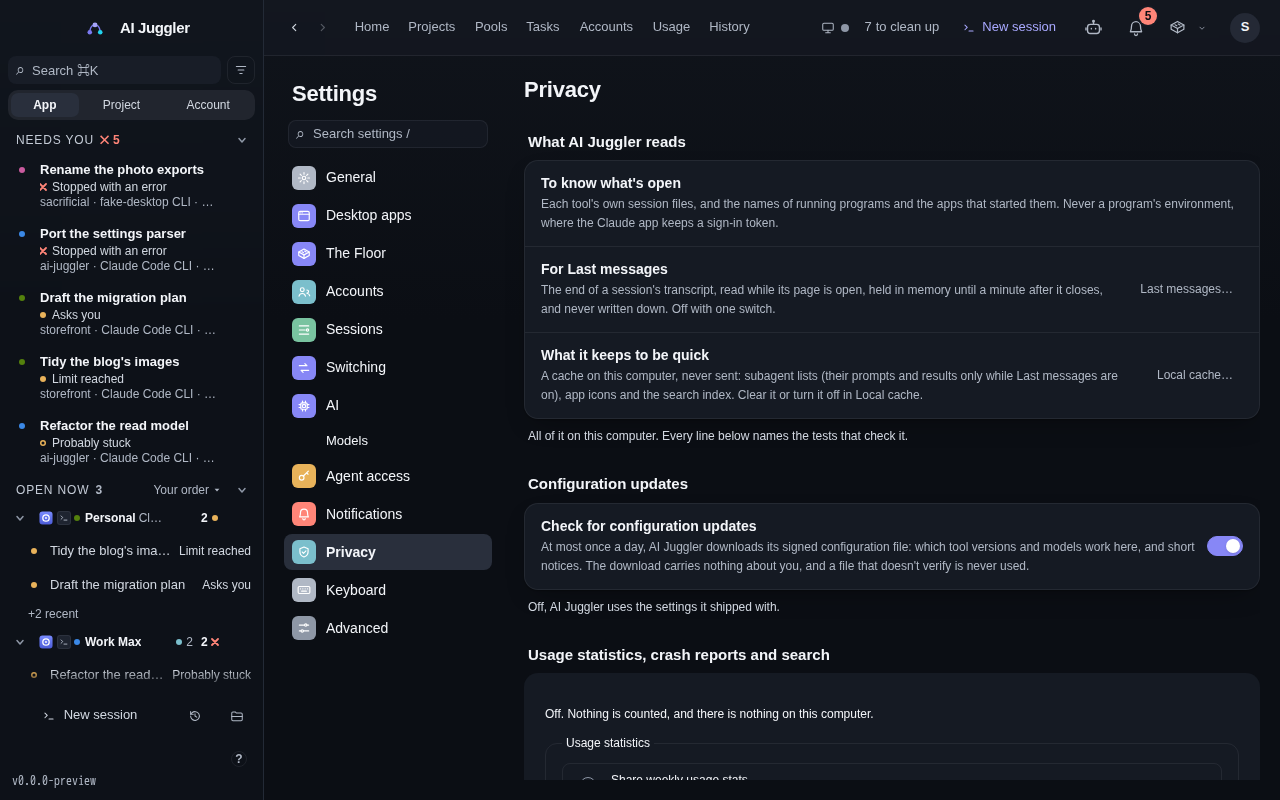 AI Juggler
Search ⌘K
App
Project
Account
NEEDS YOU 5
Rename the photo exports
Stopped with an error
sacrificial · fake-desktop CLI · …
Port the settings parser
Stopped with an error
ai-juggler · Claude Code CLI · …
Draft the migration plan
Asks you
storefront · Claude Code CLI · …
Tidy the blog's images
Limit reached
storefront · Claude Code CLI · …
Refactor the read model
Probably stuck
ai-juggler · Claude Code CLI · …
OPEN NOW 3
Your order
Personal Cl… 2
Tidy the blog's ima… Limit reached
Draft the migration plan Asks you
+2 recent
Work Max 2 2
Refactor the read… Probably stuck
New session
?
v0.0.0-preview
Home
Projects
Pools
Tasks
Accounts
Usage
History
7 to clean up
New session
5
S
Settings
Search settings /
General
Desktop apps
The Floor
Accounts
Sessions
Switching
AI
Models
Agent access
Notifications
Privacy
Keyboard
Advanced
Privacy
What AI Juggler reads
To know what's open
Each tool's own session files, and the names of running programs and the apps that started them. Never a program's environment,
where the Claude app keeps a sign-in token.
For Last messages
The end of a session's transcript, read while its page is open, held in memory until a minute after it closes,
and never written down. Off with one switch.
Last messages…
What it keeps to be quick
A cache on this computer, never sent: subagent lists (their prompts and results only while Last messages are
on), app icons and the search index. Clear it or turn it off in Local cache.
Local cache…
All of it on this computer. Every line below names the tests that check it.
Configuration updates
Check for configuration updates
At most once a day, AI Juggler downloads its signed configuration file: which tool versions and models work here, and short
notices. The download carries nothing about you, and a file that doesn't verify is never used.
Off, AI Juggler uses the settings it shipped with.
Usage statistics, crash reports and search
Off. Nothing is counted, and there is nothing on this computer.
Usage statistics
Share weekly usage stats